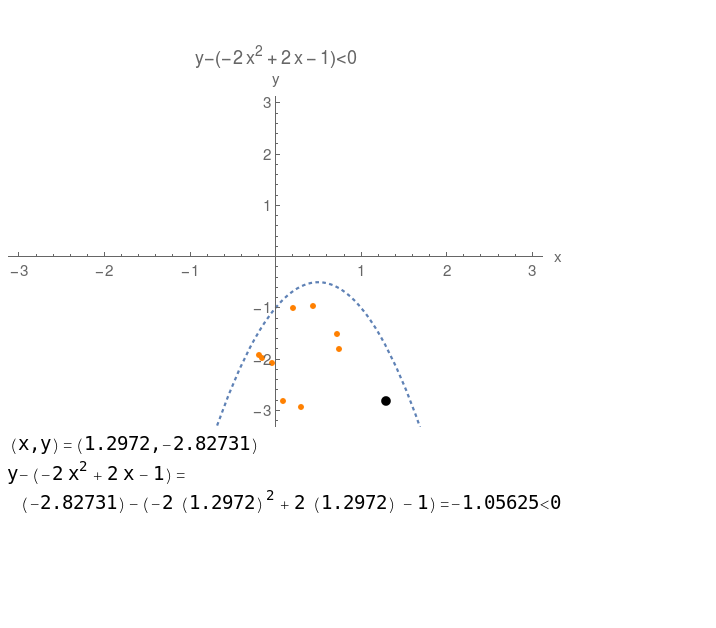 y−(−2 x² + 2 x − 1)<0
y
3
2
1
−3 −2 −1 1 2 3 x
−1
−2
−3
(x,y) = (1.2972,−2.82731)
y− (−2 x² + 2 x − 1) =
(−2.82731) − (−2 (1.2972)² + 2 (1.2972) − 1) =−1.05625<0